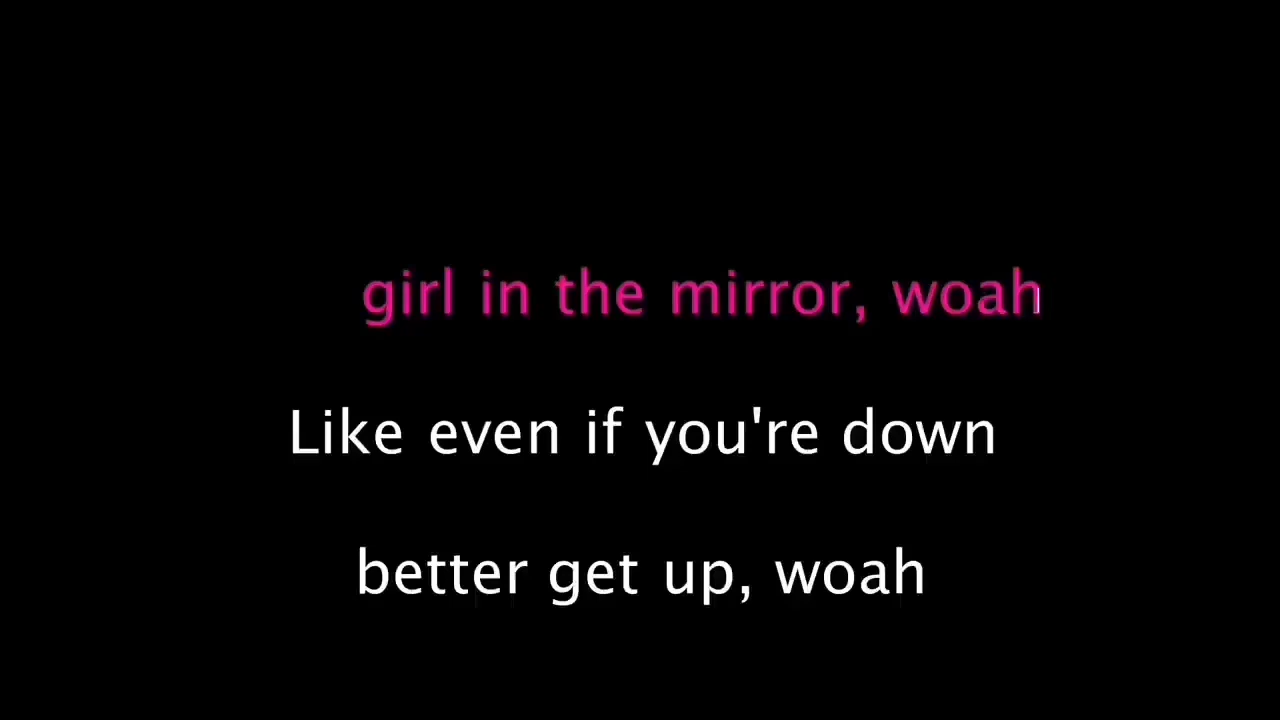 girl in the mirror, woah
Like even if you're down
better get up, woah